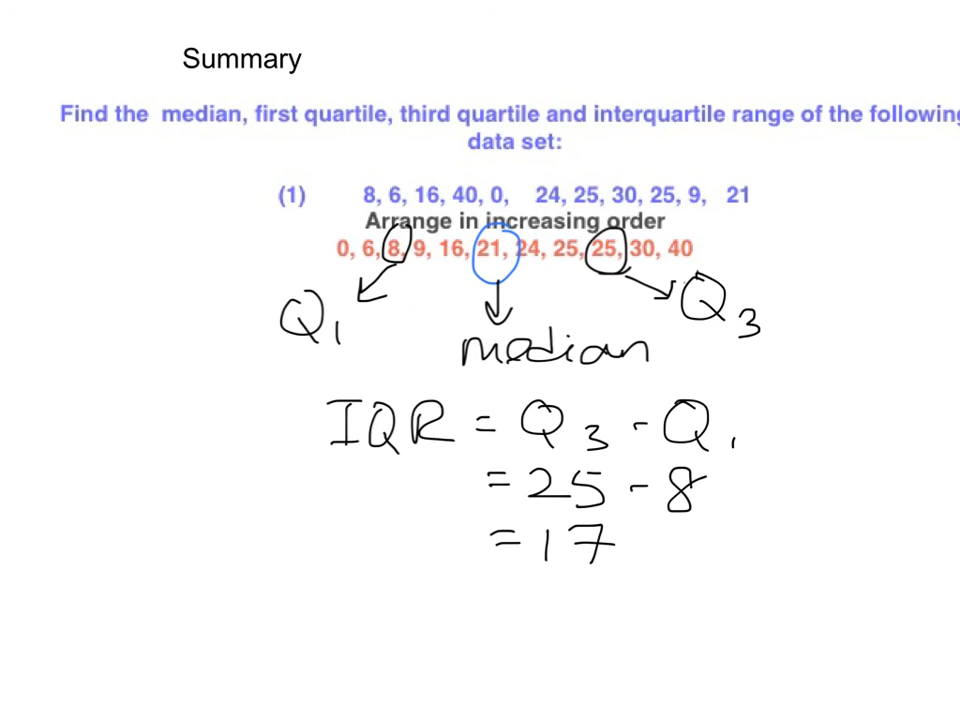 Summary
Find the median, first quartile, third quartile and interquartile range of the following
data set:
(1) 8, 6, 16, 40, 0, 24, 25, 30, 25, 9, 21
Arrange in increasing order
0, 6, 8, 9, 16, 21, 24, 25, 25, 30, 40
Q1 Q3
median
IQR = Q3 - Q1
= 25 - 8
= 17